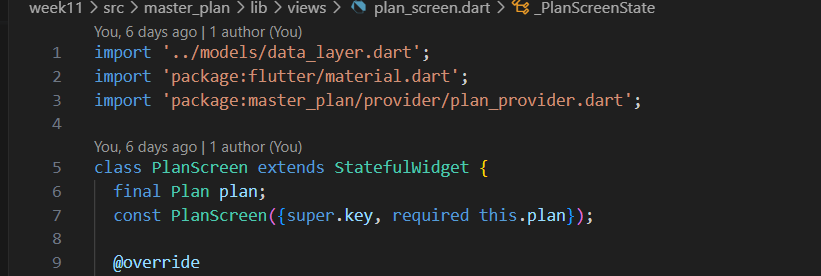 week11 > src > master_plan > lib > views > plan_screen.dart > _PlanScreenState
You, 6 days ago | 1 author (You)
1 import '../models/data_layer.dart';
2 import 'package:flutter/material.dart';
3 import 'package:master_plan/provider/plan_provider.dart';
4
You, 6 days ago | 1 author (You)
5 class PlanScreen extends StatefulWidget {
6 final Plan plan;
7 const PlanScreen({super.key, required this.plan});
8
9 @override